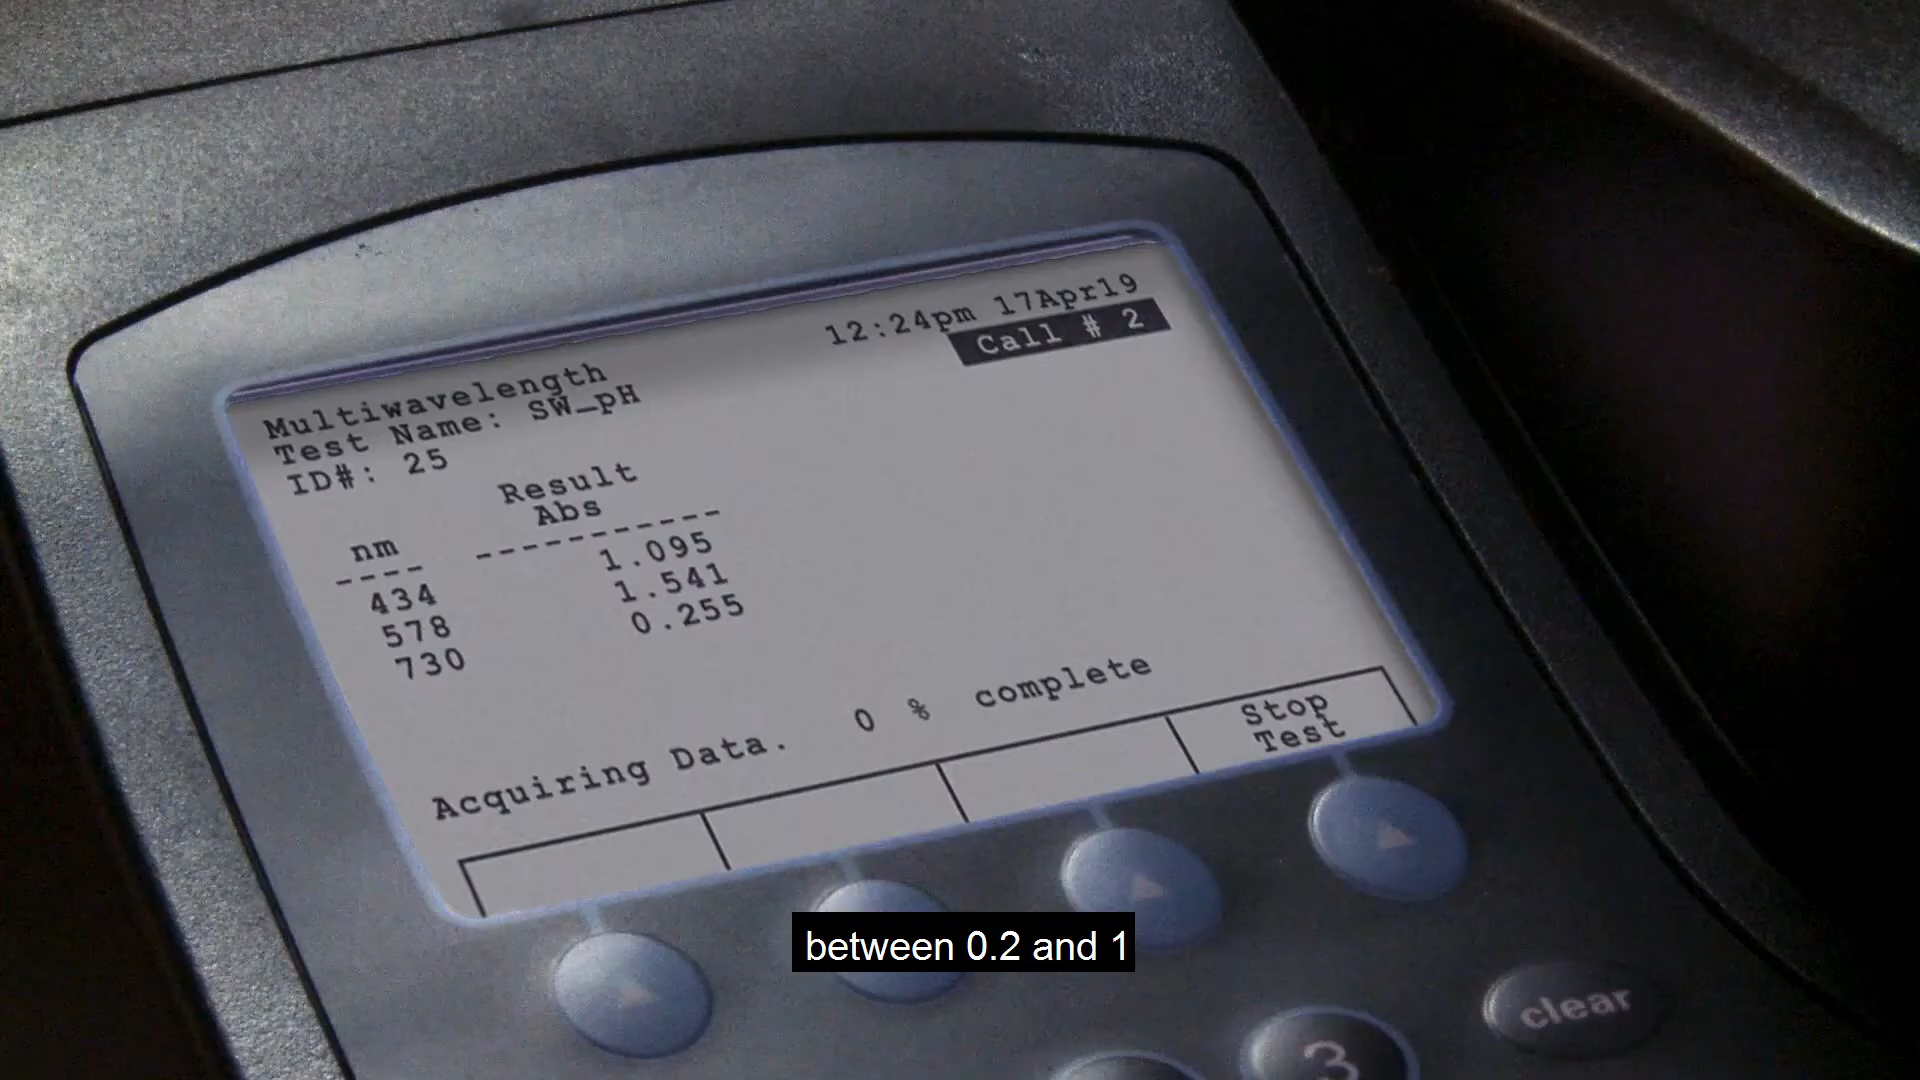 12:24pm 17Apr19
Call # 2
Multiwavelength
Test Name: SW_pH
ID#: 25
Result
nm Abs
---- -----------
434 1.095
578 1.541
730 0.255
Acquiring Data. 0 % complete
Stop
Test
between 0.2 and 1
clear
3